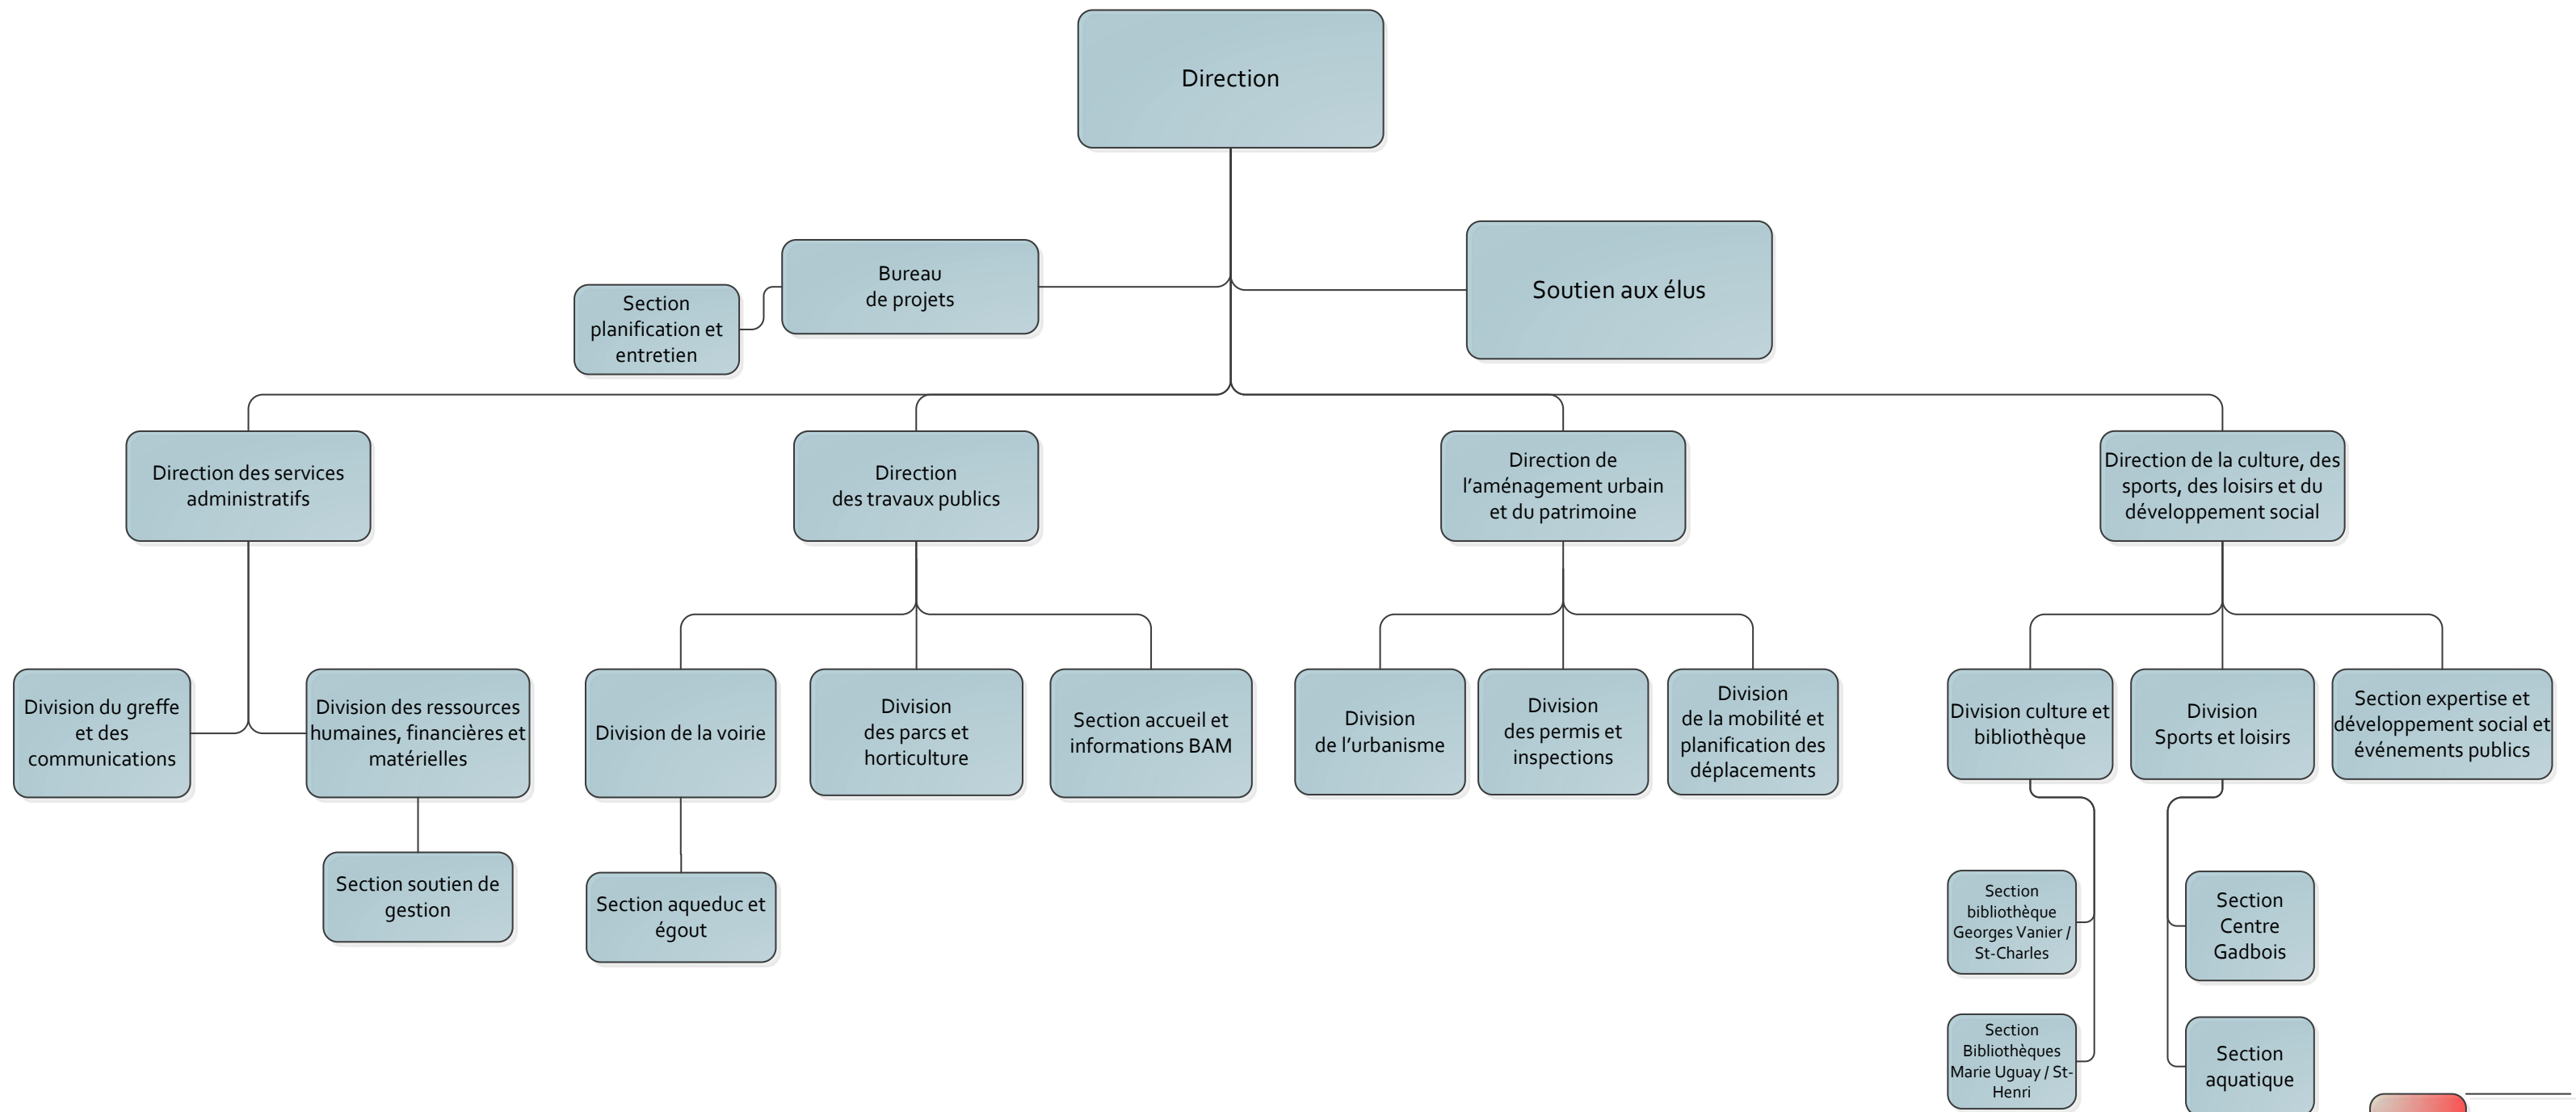 Direction
Bureau
de projets
Soutien aux élus
Section
planification et
entretien
Direction des services
administratifs
Direction
des travaux publics
Direction de
l'aménagement urbain
et du patrimoine
Direction de la culture, des
sports, des loisirs et du
développement social
Division du greffe
et des
communications
Division des ressources
humaines, financières et
matérielles
Division de la voirie
Division
des parcs et
horticulture
Section accueil et
informations BAM
Division
de l'urbanisme
Division
des permis et
inspections
Division
de la mobilité et
planification des
déplacements
Division culture et
bibliothèque
Division
Sports et loisirs
Section expertise et
développement social et
événements publics
Section soutien de
gestion
Section aqueduc et
égout
Section
bibliothèque
Georges Vanier /
St-Charles
Section
Centre
Gadbois
Section
Bibliothèques
Marie Uguay / St-
Henri
Section
aquatique